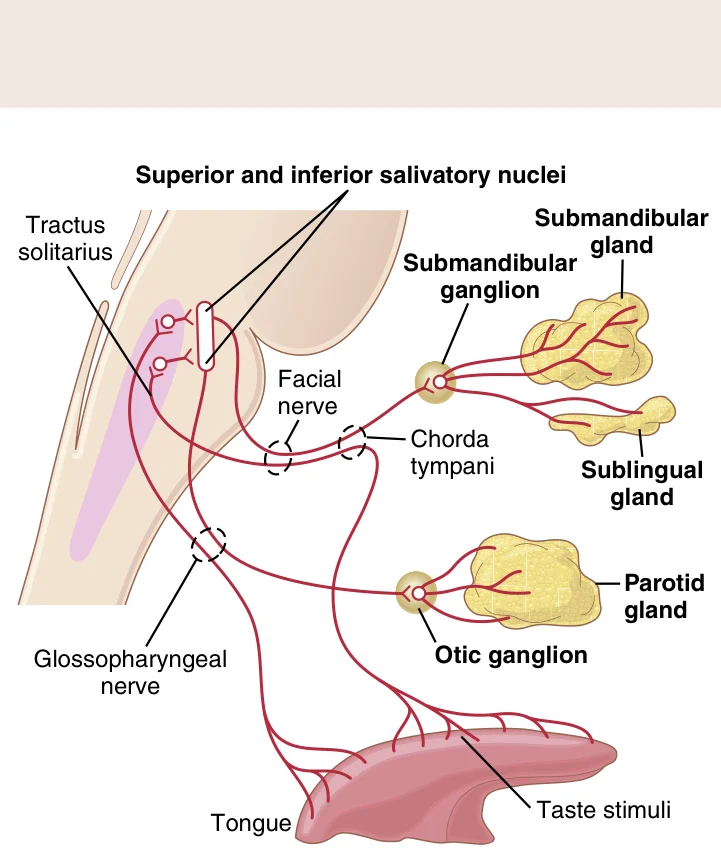 Superior and inferior salivatory nuclei
Tractus
solitarius
Submandibular
gland
Submandibular
ganglion
Facial
nerve
Chorda
tympani
Sublingual
gland
Parotid
gland
Otic ganglion
Glossopharyngeal
nerve
Taste stimuli
Tongue